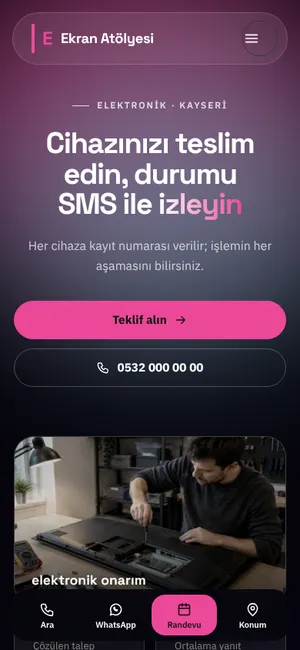 E Ekran Atölyesi
ELEKTRONİK · KAYSERİ
Cihazınızı teslim
edin, durumu
SMS ile izleyin
Her cihaza kayıt numarası verilir; işlemin her
aşamasını bilirsiniz.
Teklif alın →
0532 000 00 00
elektronik onarım
Ara WhatsApp Randevu Konum
Çözülen talep Ortalama yanıt